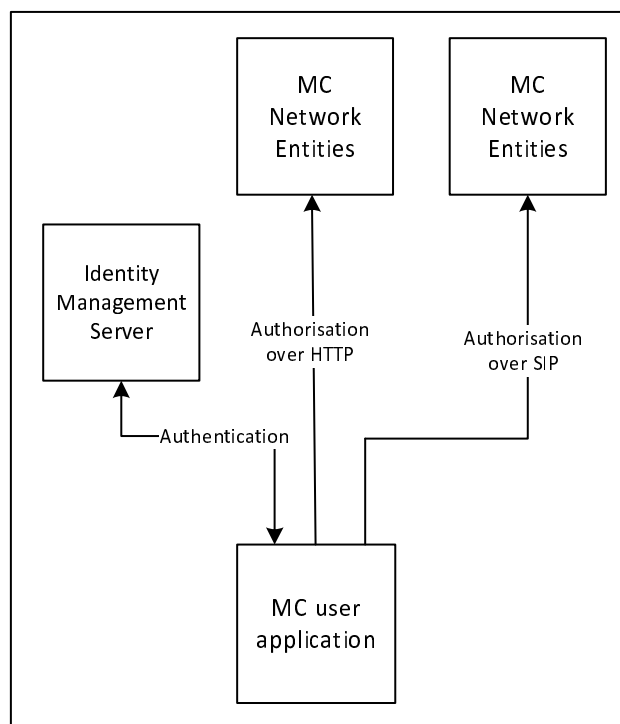 MC
Network
Entities
MC
Network
Entities
Identity
Management
Server
Authorisation
over HTTP
Authorisation
over SIP
Authentication
MC user
application